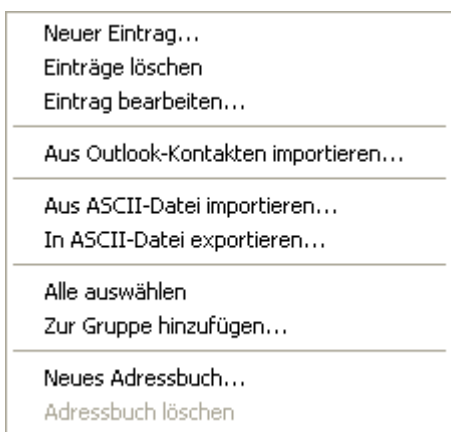 Neuer Eintrag...
Einträge löschen
Eintrag bearbeiten...
Aus Outlook-Kontakten importieren...
Aus ASCII-Datei importieren...
In ASCII-Datei exportieren...
Alle auswählen
Zur Gruppe hinzufügen...
Neues Adressbuch...
Adressbuch löschen